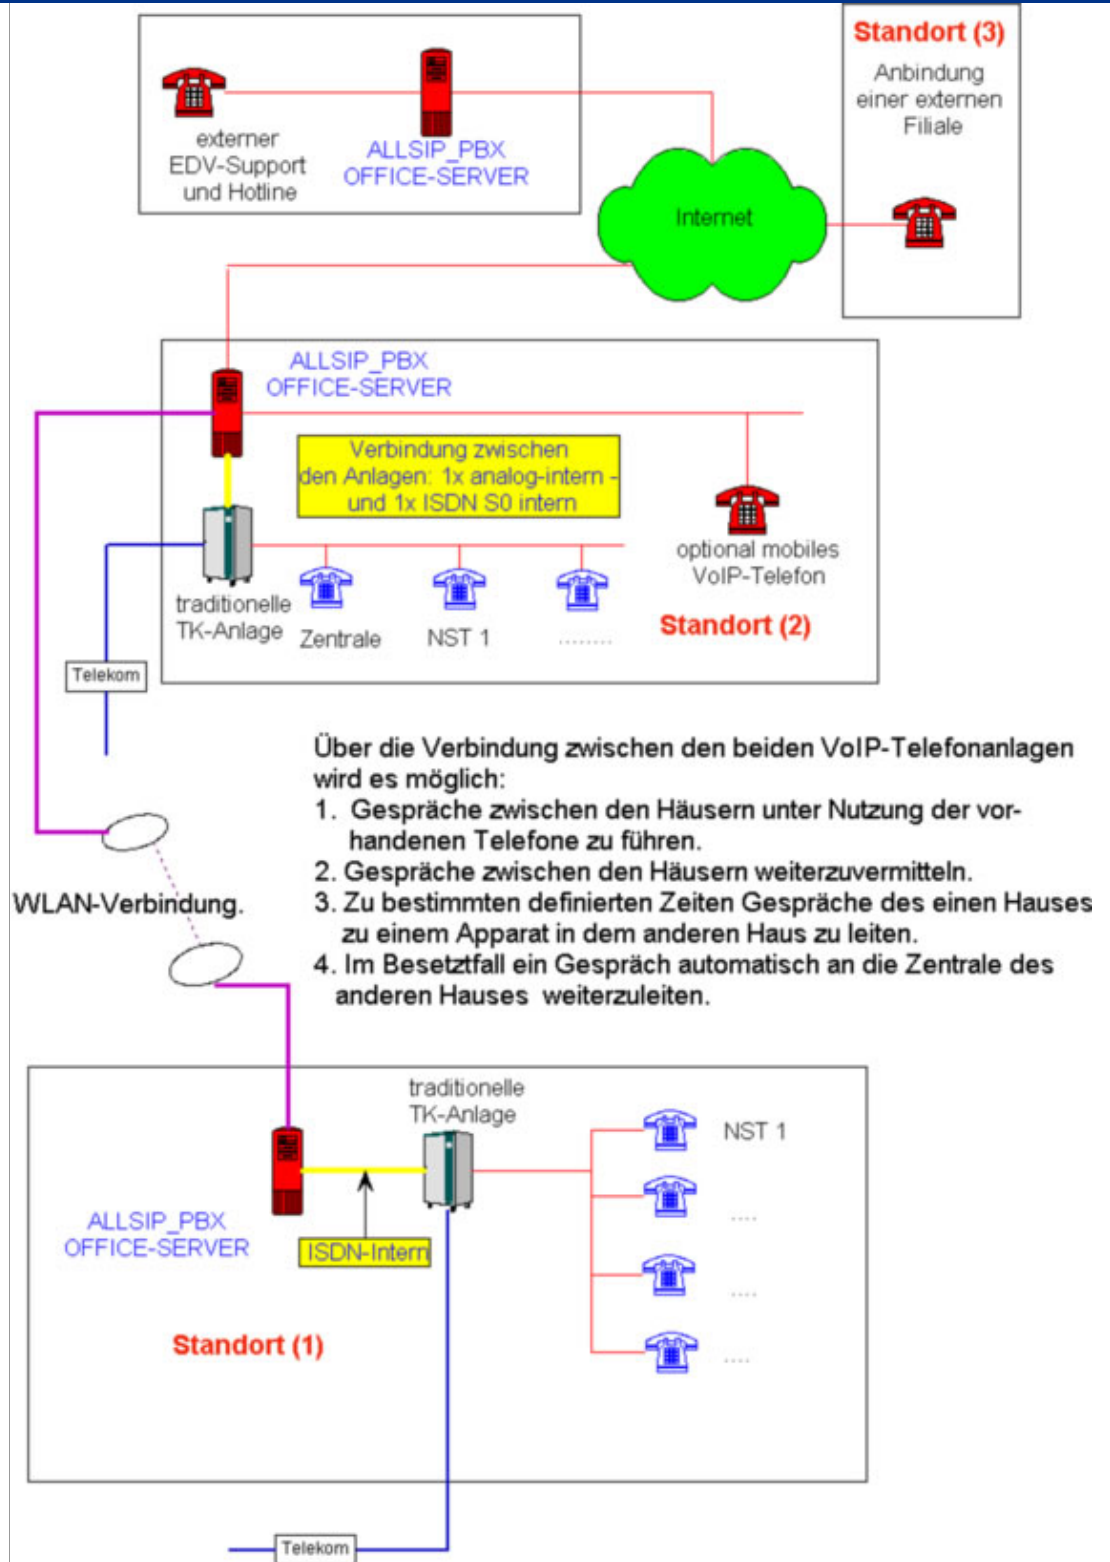 Standort (3)
Anbindung
einer externen
Filiale
externer
EDV-Support
und Hotline
ALLSIP_PBX
OFFICE-SERVER
Internet
ALLSIP_PBX
OFFICE-SERVER
Verbindung zwischen
den Anlagen: 1x analog-intern -
und 1x ISDN S0 intern
optional mobiles
VoIP-Telefon
traditionelle
TK-Anlage
Zentrale
NST 1
........
Standort (2)
Telekom
Über die Verbindung zwischen den beiden VoIP-Telefonanlagen
wird es möglich:
1. Gespräche zwischen den Häusern unter Nutzung der vor-
handenen Telefone zu führen.
2. Gespräche zwischen den Häusern weiterzuvermitteln.
3. Zu bestimmten definierten Zeiten Gespräche des einen Hauses
zu einem Apparat in dem anderen Haus zu leiten.
4. Im Besetztfall ein Gespräch automatisch an die Zentrale des
anderen Hauses weiterzuleiten.
WLAN-Verbindung.
traditionelle
TK-Anlage
NST 1
....
....
....
ALLSIP_PBX
OFFICE-SERVER
ISDN-Intern
Standort (1)
Telekom